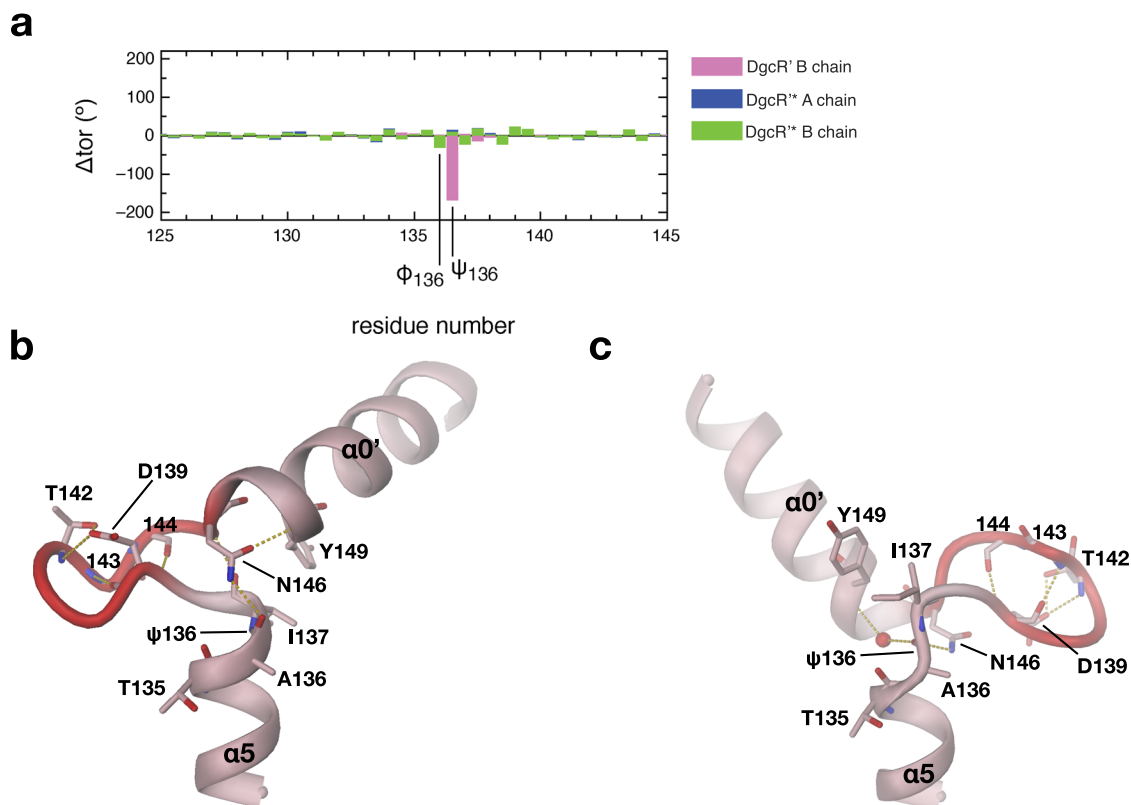 a
200
100
0
−100
−200
Δtor (º)
125
130
135
140
145
Φ136
Ψ136
residue number
DgcR’ B chain
DgcR’* A chain
DgcR’* B chain
b
α0’
D139
T142
144
143
Y149
N146
ψ136
I137
A136
T135
α5
c
α0’
Y149
I137
144
143
T142
ψ136
N146
D139
A136
T135
α5